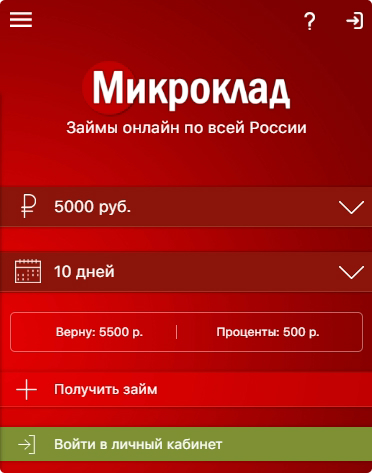 ?
Микроклад
Займы онлайн по всей России
₽ 5000 руб.
10 дней
Верну: 5500 р. Проценты: 500 р.
Получить займ
Войти в личный кабинет